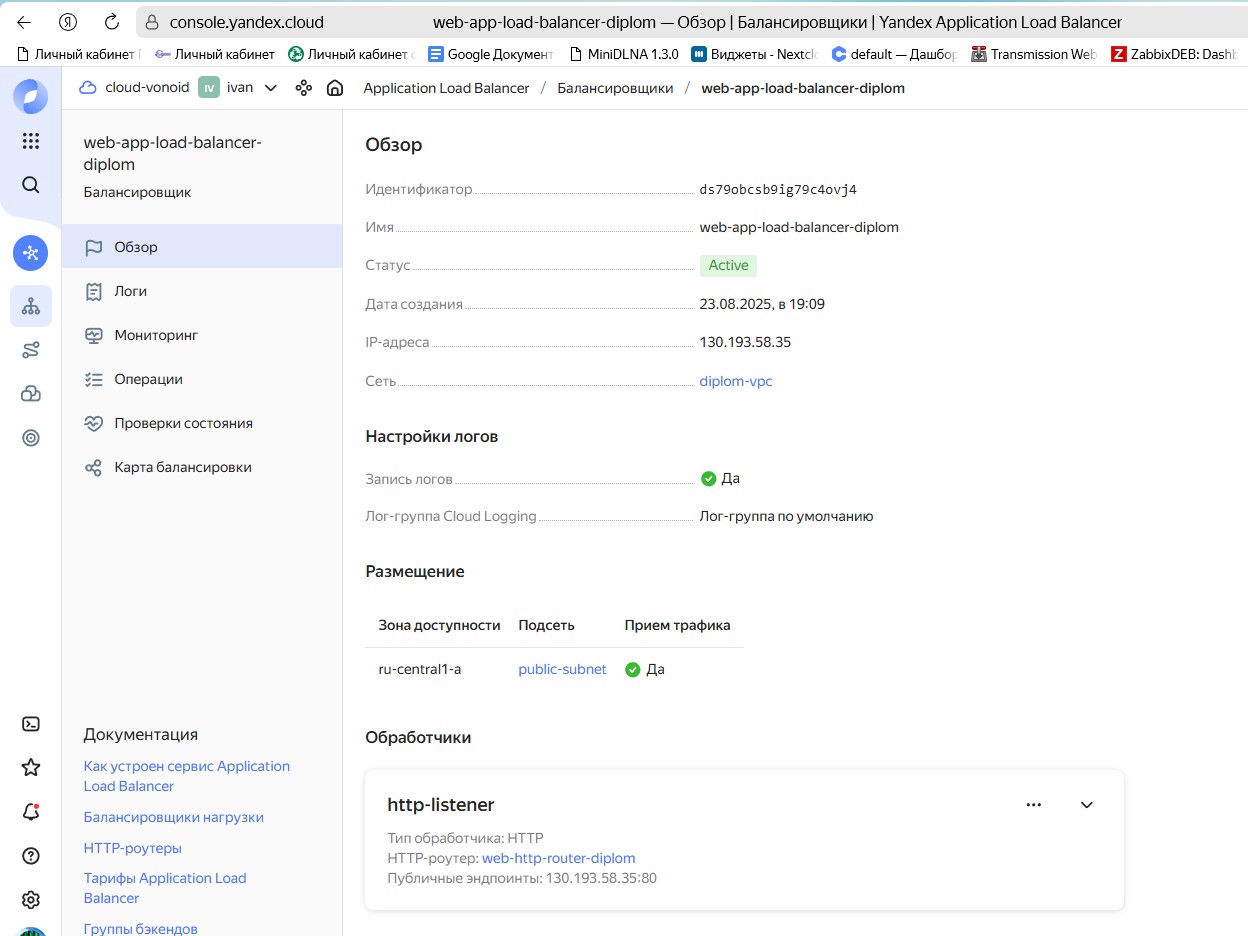 console.yandex.cloud
web-app-load-balancer-diplom — Обзор | Балансировщики | Yandex Application Load Balancer
Личный кабинет
Личный кабинет
Личный кабинет
Google Документ
MiniDLNA 1.3.0
Виджеты - Nextcl
default — Дашбор
Transmission Web
ZabbixDEB: Dashb
cloud-vonoid
IV
ivan
Application Load Balancer / Балансировщики / web-app-load-balancer-diplom
web-app-load-balancer-
diplom
Балансировщик
Обзор
Логи
Мониторинг
Операции
Проверки состояния
Карта балансировки
Документация
Как устроен сервис Application
Load Balancer
Балансировщики нагрузки
HTTP-роутеры
Тарифы Application Load
Balancer
Группы бэкендов
Обзор
Идентификатор ds79obcsb9ig79c4ovj4
Имя web-app-load-balancer-diplom
Статус Active
Дата создания 23.08.2025, в 19:09
IP-адреса 130.193.58.35
Сеть diplom-vpc
Настройки логов
Запись логов Да
Лог-группа Cloud Logging Лог-группа по умолчанию
Размещение
Зона доступности Подсеть Прием трафика
ru-central1-a public-subnet Да
Обработчики
http-listener
Тип обработчика: HTTP
HTTP-роутер: web-http-router-diplom
Публичные эндпоинты: 130.193.58.35:80